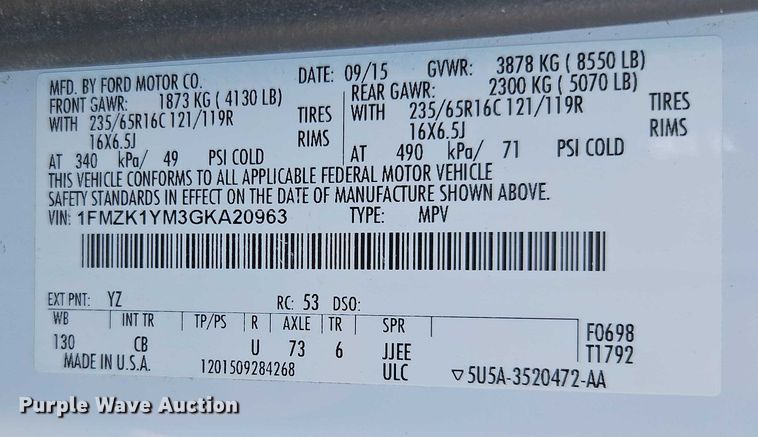 MFD. BY FORD MOTOR CO. DATE: 09/15 GVWR: 3878 KG ( 8550 LB)
FRONT GAWR: 1873 KG ( 4130 LB) REAR GAWR: 2300 KG ( 5070 LB)
WITH 235/65R16C 121/119R TIRES WITH 235/65R16C 121/119R TIRES
16X6.5J RIMS 16X6.5J RIMS
AT 340 kPa/ 49 PSI COLD AT 490 kPa/ 71 PSI COLD
THIS VEHICLE CONFORMS TO ALL APPLICABLE FEDERAL MOTOR VEHICLE
SAFETY STANDARDS IN EFFECT ON THE DATE OF MANUFACTURE SHOWN ABOVE.
VIN: 1FMZK1YM3GKA20963 TYPE: MPV
EXT PNT: YZ RC: 53 DSO:
WB INT TR TP/PS R AXLE TR SPR F0698
130 CB U 73 6 JJEE T1792
MADE IN U.S.A. 1201509284268 ULC ▽5U5A-3520472-AA
Purple Wave Auction